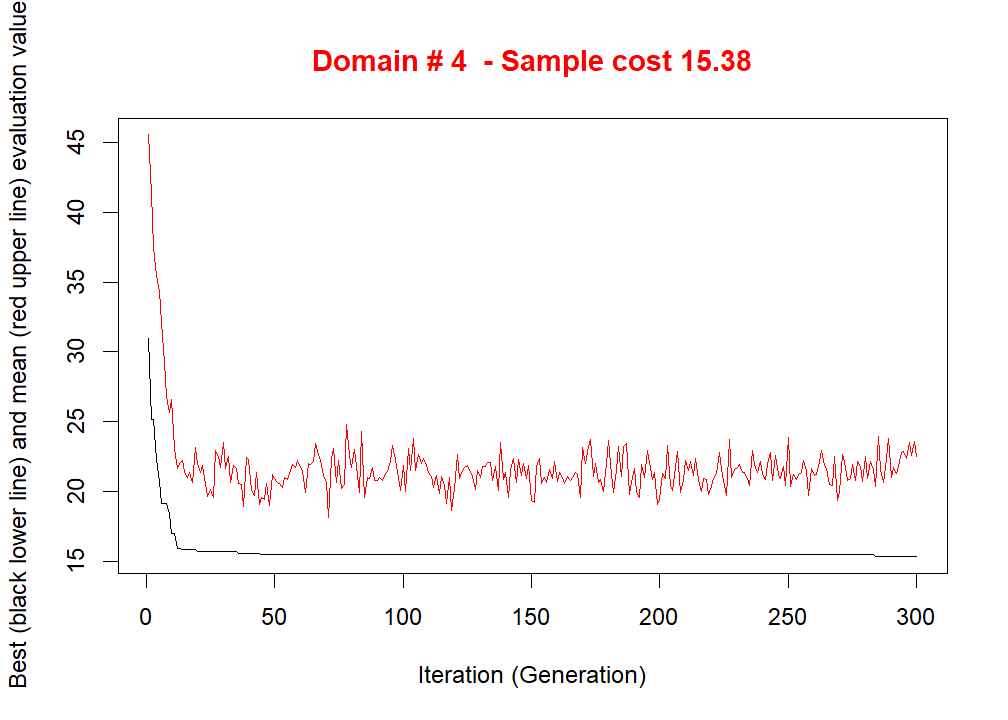 Domain # 4 - Sample cost 15.38
Best (black lower line) and mean (red upper line) evaluation value
45
40
35
30
25
20
15
0 50 100 150 200 250 300
Iteration (Generation)